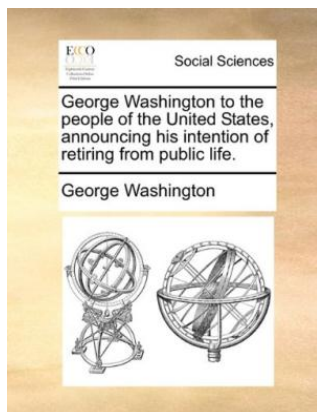 ECCO
Social Sciences
George Washington to the
people of the United States,
announcing his intention of
retiring from public life.
George Washington